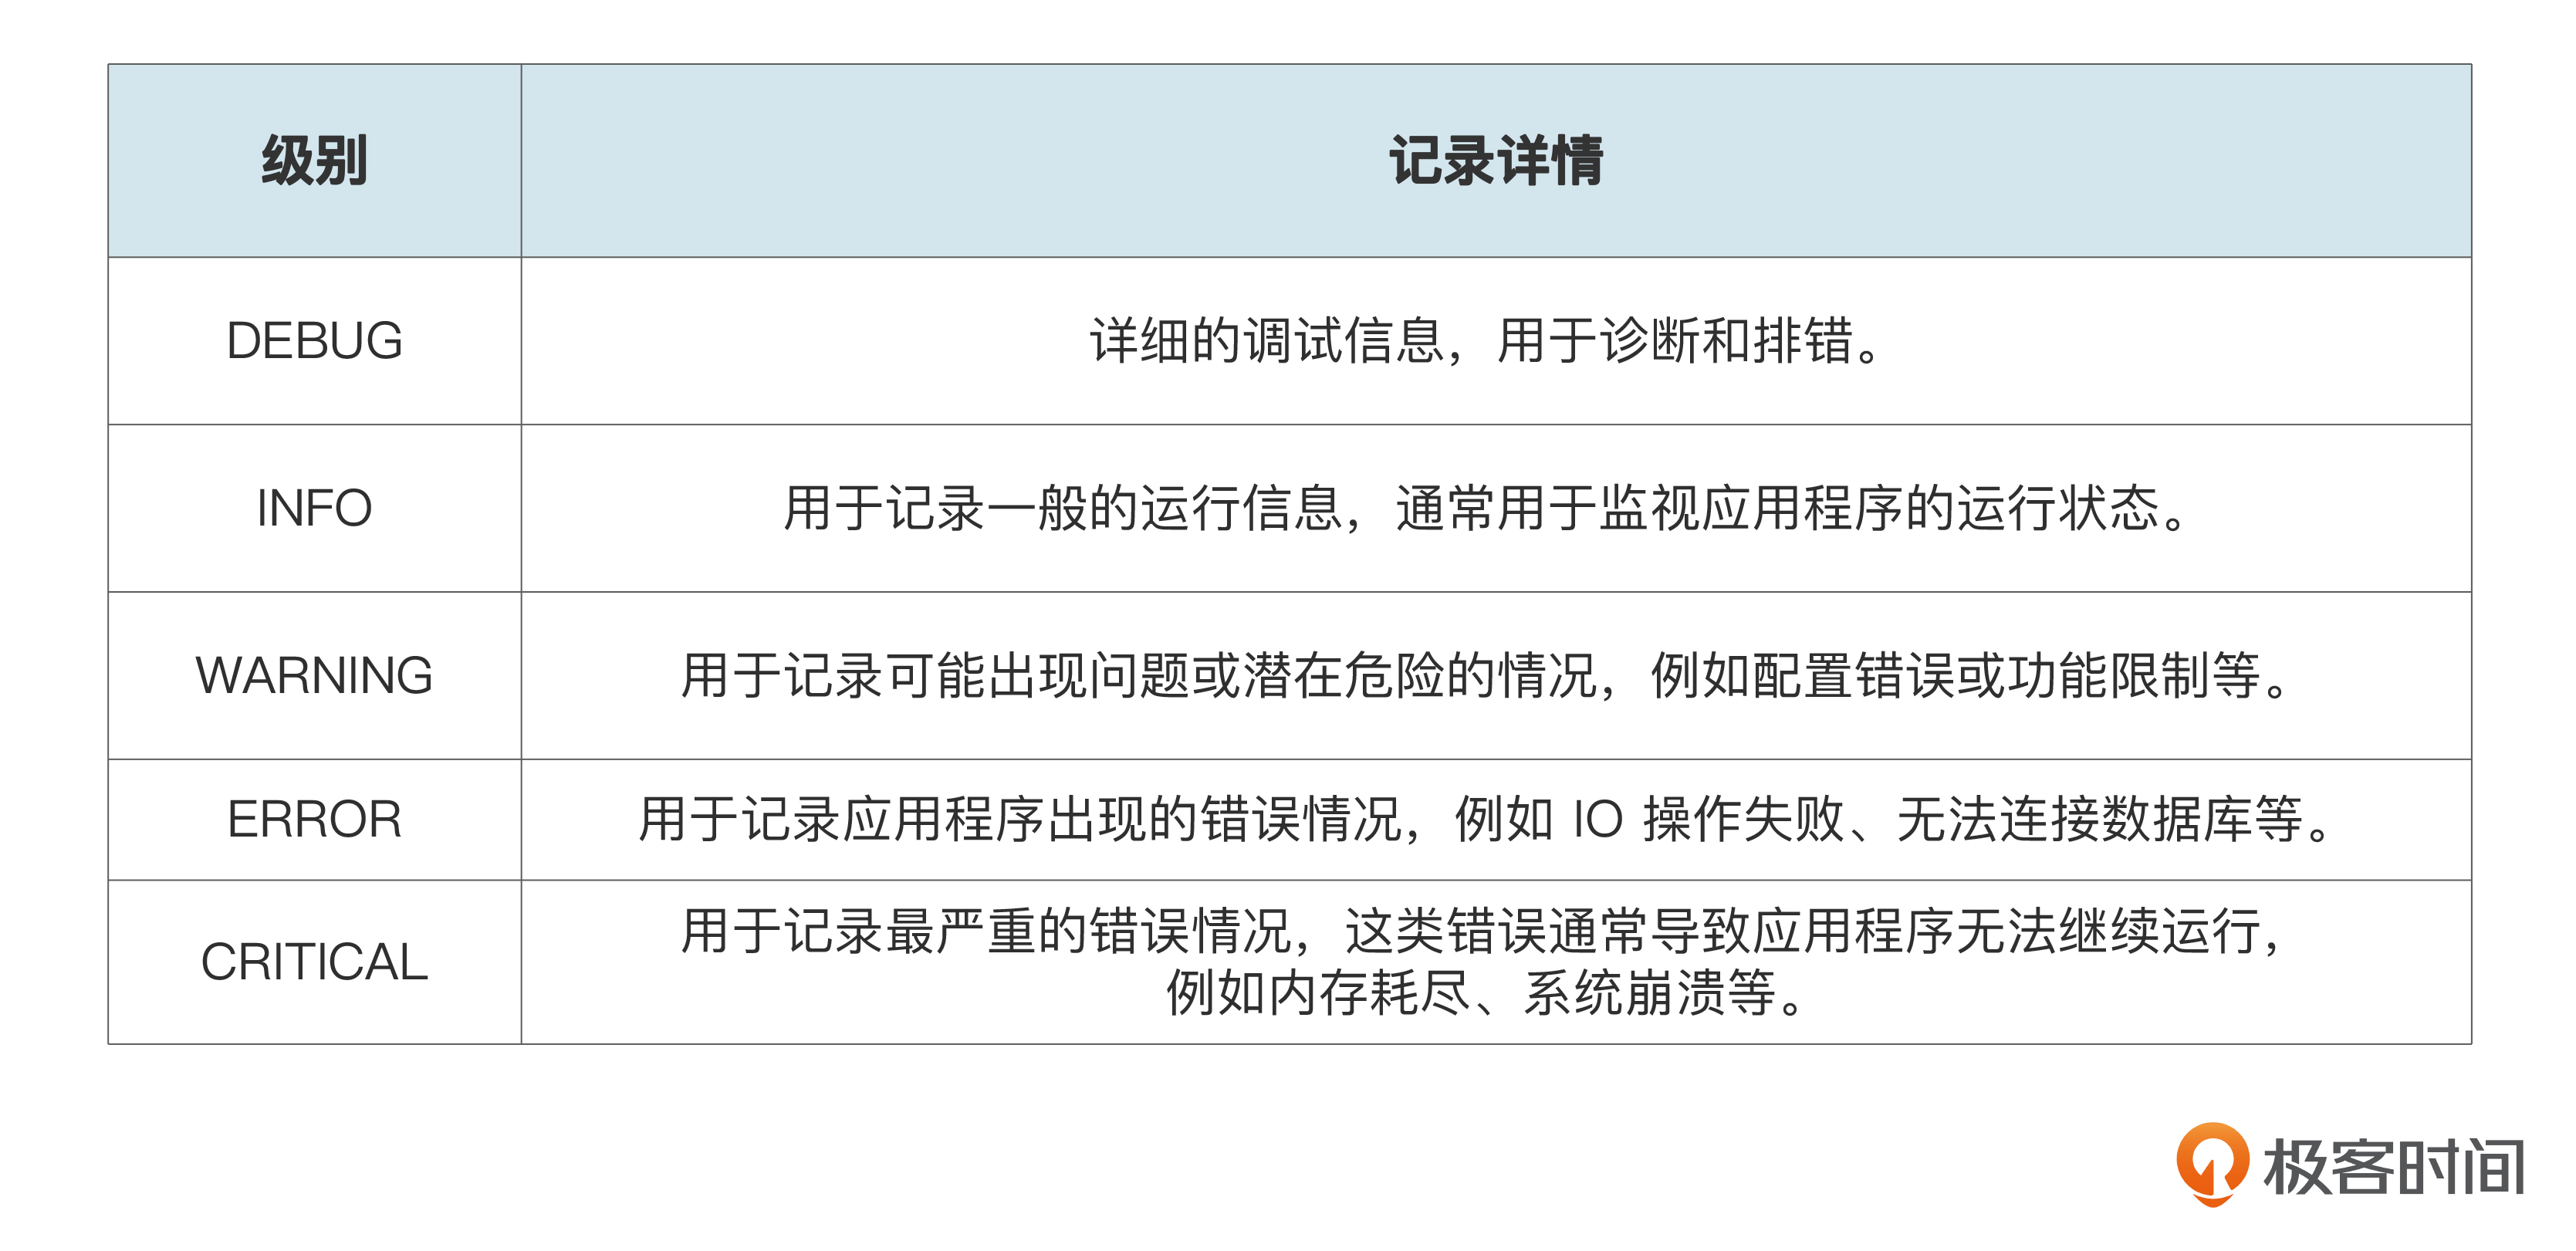 级别 记录详情
DEBUG 详细的调试信息，用于诊断和排错。
INFO 用于记录一般的运行信息，通常用于监视应用程序的运行状态。
WARNING 用于记录可能出现问题或潜在危险的情况，例如配置错误或功能限制等。
ERROR 用于记录应用程序出现的错误情况，例如 IO 操作失败、无法连接数据库等。
CRITICAL 用于记录最严重的错误情况，这类错误通常导致应用程序无法继续运行，
例如内存耗尽、系统崩溃等。
极客时间